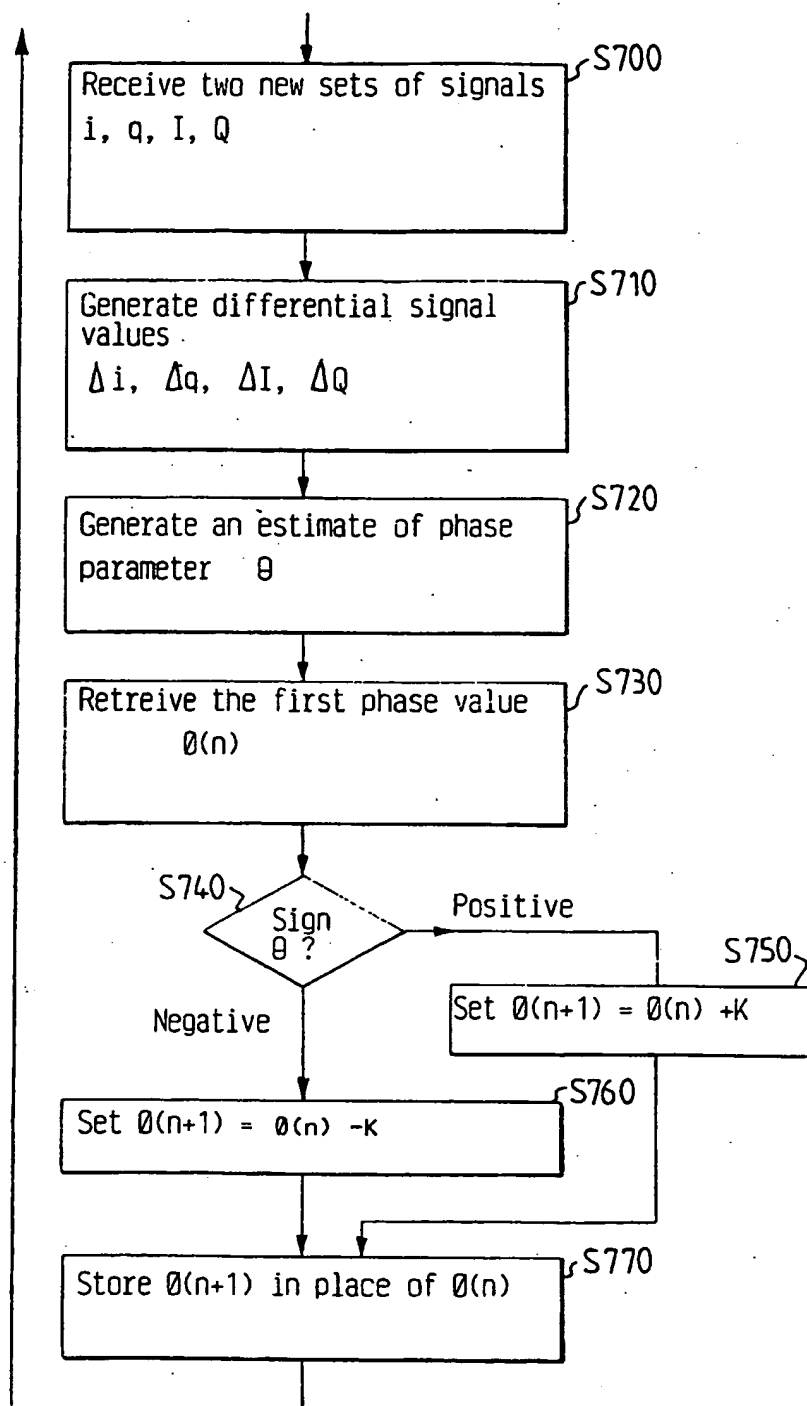 S700
Receive two new sets of signals
i, q, I, Q
S710
Generate differential signal
values
Δi, Δq, ΔI, ΔQ
S720
Generate an estimate of phase
parameter θ
S730
Retreive the first phase value
Ø(n)
S740
Sign
θ ?
Positive
Negative
S750
Set Ø(n+1) = Ø(n) +K
S760
Set Ø(n+1) = Ø(n) -K
S770
Store Ø(n+1) in place of Ø(n)